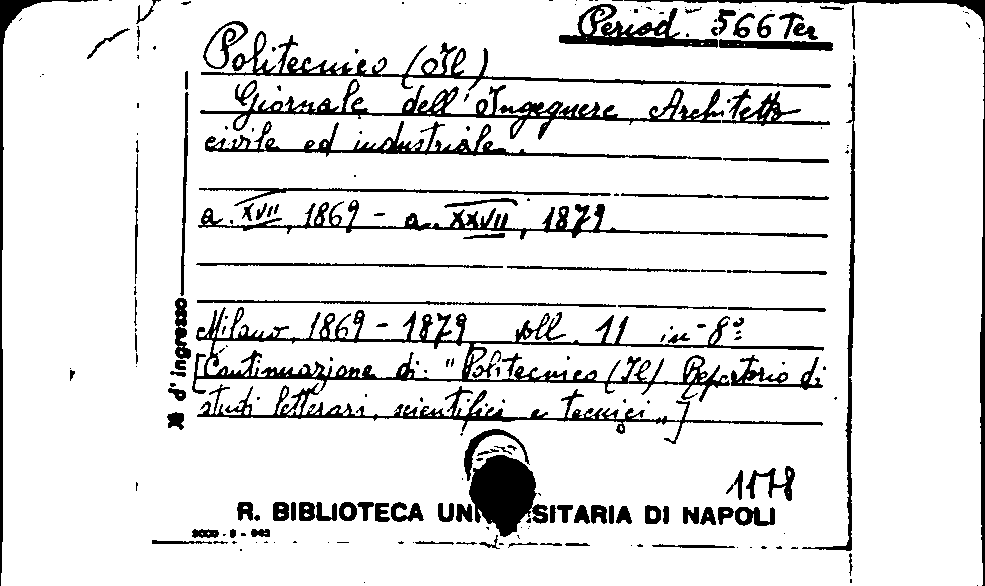 Period. 566 Ter
Politecnico (Il)
Giornale dell'Ingegnere Architetto
civile ed industriale.
a. XVII, 1869 - a. XXVII, 1879.
Milano, 1869 - 1879, voll. 11 in-8º
[Continuazione di: "Politecnico (Il). Repertorio di
studi letterari, scientifici e tecnici"]
d'ingresso
1178
R. BIBLIOTECA UNI SITARIA DI NAPOLI